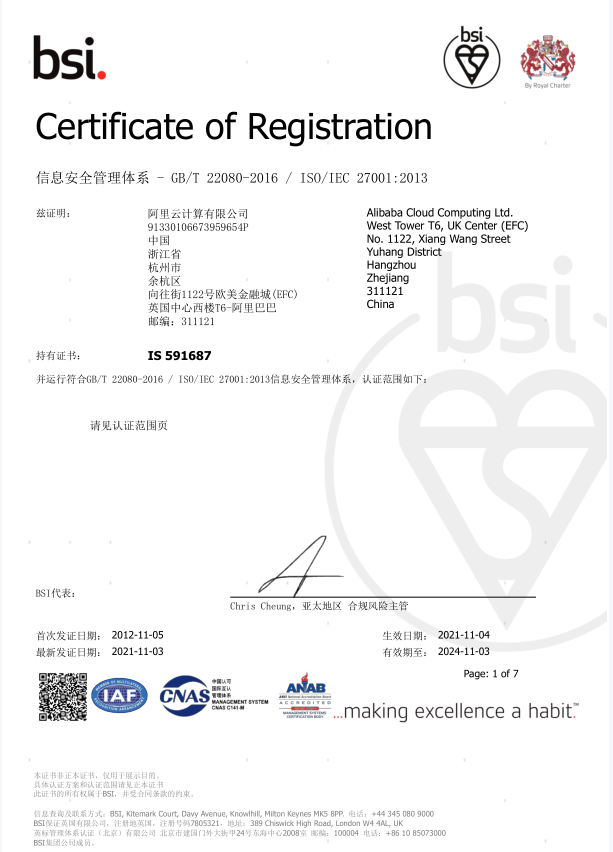 bsi.
bsi
By Royal Charter
Certificate of Registration
信息安全管理体系 - GB/T 22080-2016 / ISO/IEC 27001:2013
兹证明:
阿里云计算有限公司
91330106673959654P
中国
浙江省
杭州市
余杭区
向往街1122号欧美金融城(EFC)
英国中心西楼T6-阿里巴巴
邮编: 311121
Alibaba Cloud Computing Ltd.
West Tower T6, UK Center (EFC)
No. 1122, Xiang Wang Street
Yuhang District
Hangzhou
Zhejiang
311121
China
bsi
持有证书:
IS 591687
并运行符合GB/T 22080-2016 / ISO/IEC 27001:2013信息安全管理体系，认证范围如下:
请见认证范围页
BSI代表:
Chris Cheung, 亚太地区 合规风险主管
首次发证日期: 2012-11-05
生效日期: 2021-11-04
最新发证日期: 2021-11-03
有效期至: 2024-11-03
Page: 1 of 7
MEMBER OF MULTILATERAL
IAF
RECOGNITION ARRANGEMENT
CNAS
中国认可
国际互认
管理体系
MANAGEMENT SYSTEM
CNAS C141-M
ANAB
ANSI National Accreditation Board
ACCREDITED
MANAGEMENT SYSTEMS
CERTIFICATION BODY
...making excellence a habit.™
本证书非正本证书，仅用于展示目的。
具体认证方案和认证范围请见正本证书
此证书的所有权属于BSI，并受合同条款的约束。
信息查询及联系方式: BSI, Kitemark Court, Davy Avenue, Knowlhill, Milton Keynes MK5 8PP. 电话: +44 345 080 9000
BSI保证英国有限公司，注册地英国，注册号码7805321，地址: 389 Chiswick High Road, London W4 4AL, UK
英标管理体系认证（北京）有限公司 北京市建国门外大街甲24号东海中心2008室 邮编: 100004 电话: +86 10 85073000
BSI集团公司成员。